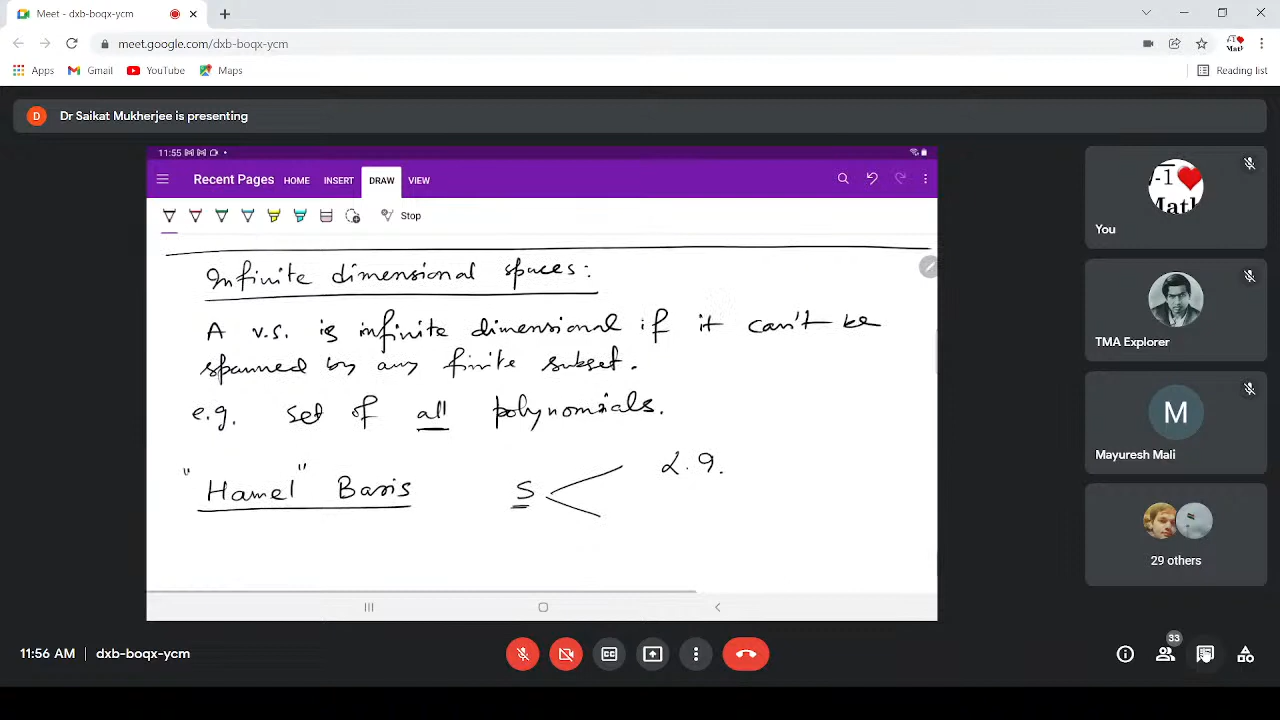 Meet - dxb-boqx-ycm
meet.google.com/dxb-boqx-ycm
Apps Gmail YouTube Maps Reading list
√-1 Math
D Dr Saikat Mukherjee is presenting
11:55
Recent Pages HOME INSERT DRAW VIEW
Stop
Infinite dimensional spaces:
A v.s. is infinite dimensional if it can't be
spanned by any finite subset.
e.g. set of all polynomials.
"Hamel" Basis S < L.I.
You
TMA Explorer
M
Mayuresh Mali
29 others
11:56 AM | dxb-boqx-ycm
CC
33